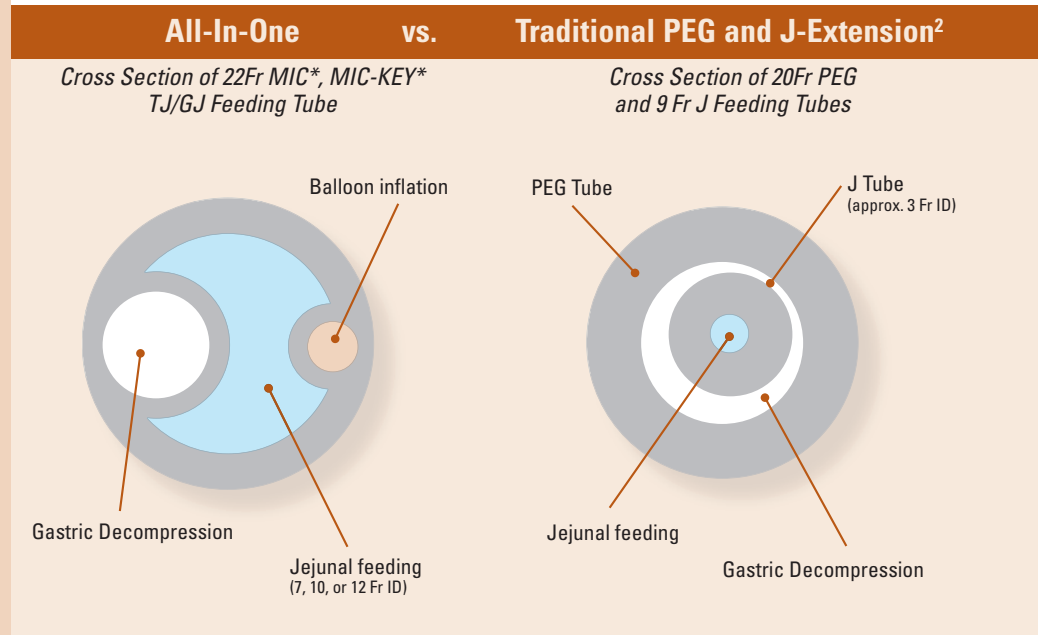 All-In-One vs. Traditional PEG and J-Extension²
Cross Section of 22Fr MIC*, MIC-KEY*
TJ/GJ Feeding Tube
Cross Section of 20Fr PEG
and 9 Fr J Feeding Tubes
Balloon inflation
PEG Tube
J Tube
(approx. 3 Fr ID)
Gastric Decompression
Jejunal feeding
(7, 10, or 12 Fr ID)
Jejunal feeding
Gastric Decompression